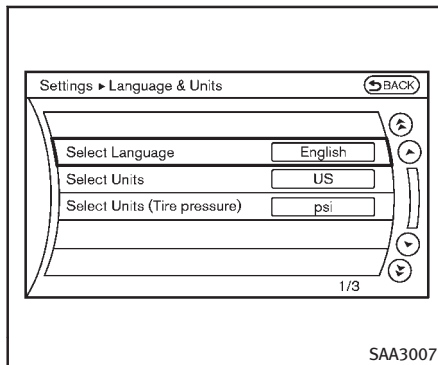 Settings ▸ Language & Units
BACK
Select Language English
Select Units US
Select Units (Tire pressure) psi
1/3
SAA3007